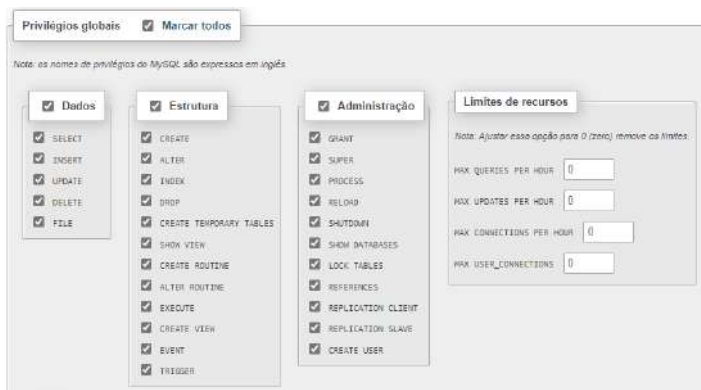 Privilégios globais Marcar todos
Nota: os nomes de privilégios do MySQL são expressos em inglês.
Dados
SELECT
INSERT
UPDATE
DELETE
FILE
Estrutura
CREATE
ALTER
INDEX
DROP
CREATE TEMPORARY TABLES
SHOW VIEW
CREATE ROUTINE
ALTER ROUTINE
EXECUTE
CREATE VIEW
EVENT
TRIGGER
Administração
GRANT
SUPER
PROCESS
RELOAD
SHUTDOWN
SHOW DATABASES
LOCK TABLES
REFERENCES
REPLICATION CLIENT
REPLICATION SLAVE
CREATE USER
Limites de recursos
Nota: Ajustar essa opção para 0 (zero) remove os limites.
MAX QUERIES PER HOUR 0
MAX UPDATES PER HOUR 0
MAX CONNECTIONS PER HOUR 0
MAX USER_CONNECTIONS 0